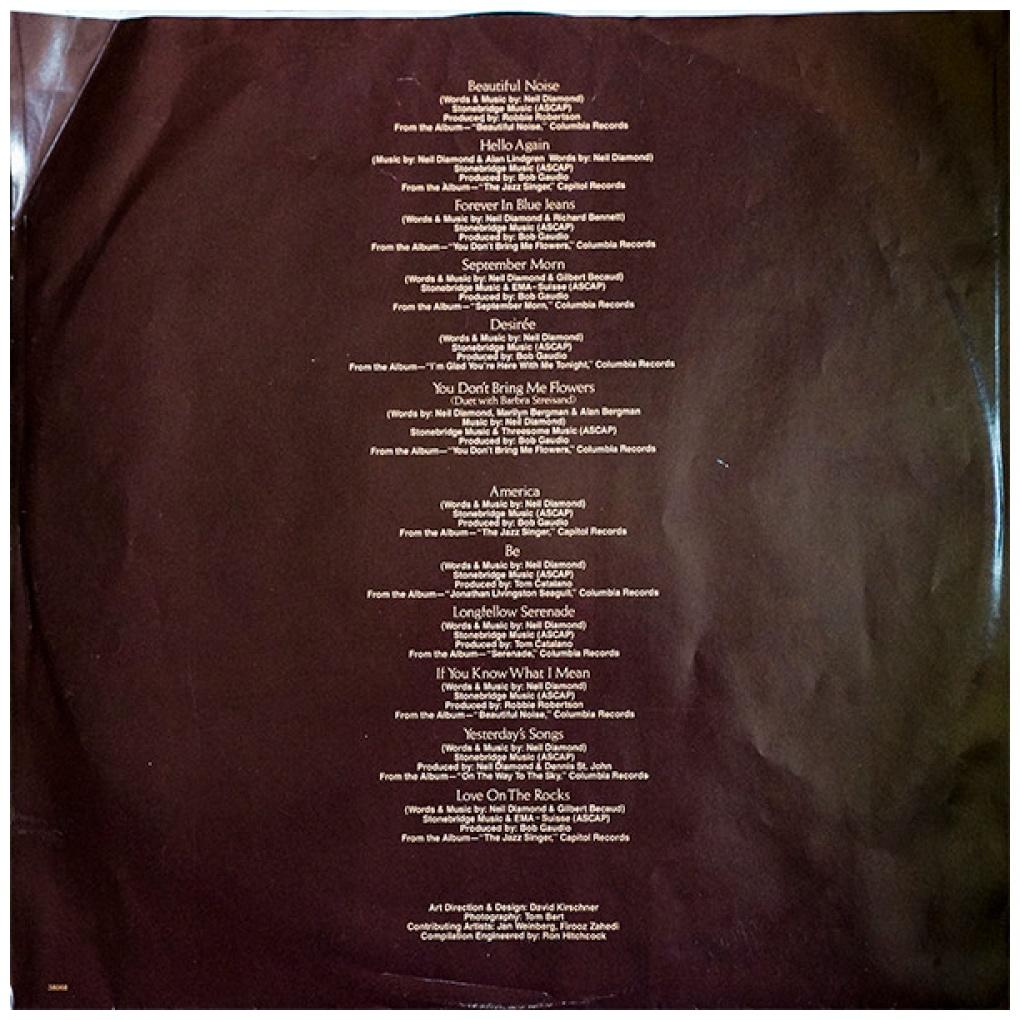 Beautiful Noise
(Words & Music by: Neil Diamond)
Stonebridge Music (ASCAP)
Produced by: Robbie Robertson
From the Album—"Beautiful Noise," Columbia Records
Hello Again
(Music by: Neil Diamond & Alan Lindgren Words by: Neil Diamond)
Stonebridge Music (ASCAP)
Produced by: Bob Gaudio
From the Album—"The Jazz Singer," Capitol Records
Forever In Blue Jeans
(Words & Music by: Neil Diamond & Richard Bennett)
Stonebridge Music (ASCAP)
Produced by: Bob Gaudio
From the Album—"You Don't Bring Me Flowers," Columbia Records
September Morn
(Words & Music by: Neil Diamond & Gilbert Becaud)
Stonebridge Music & EMA-Suisse (ASCAP)
Produced by: Bob Gaudio
From the Album—"September Morn," Columbia Records
Desirée
(Words & Music by: Neil Diamond)
Stonebridge Music (ASCAP)
Produced by: Bob Gaudio
From the Album—"I'm Glad You're Here With Me Tonight," Columbia Records
You Don't Bring Me Flowers
(Duet with Barbra Streisand)
(Words by: Neil Diamond, Marilyn Bergman & Alan Bergman
Music by: Neil Diamond)
Stonebridge Music & Threesome Music (ASCAP)
Produced by: Bob Gaudio
From the Album—"You Don't Bring Me Flowers," Columbia Records
America
(Words & Music by: Neil Diamond)
Stonebridge Music (ASCAP)
Produced by: Bob Gaudio
From the Album—"The Jazz Singer," Capitol Records
Be
(Words & Music by: Neil Diamond)
Stonebridge Music (ASCAP)
Produced by: Tom Catalano
From the Album—"Jonathan Livingston Seagull," Columbia Records
Longfellow Serenade
(Words & Music by: Neil Diamond)
Stonebridge Music (ASCAP)
Produced by: Tom Catalano
From the Album—"Serenade," Columbia Records
If You Know What I Mean
(Words & Music by: Neil Diamond)
Stonebridge Music (ASCAP)
Produced by: Robbie Robertson
From the Album—"Beautiful Noise," Columbia Records
Yesterday's Songs
(Words & Music by: Neil Diamond)
Stonebridge Music (ASCAP)
Produced by: Neil Diamond & Dennis St. John
From the Album—"On The Way To The Sky," Columbia Records
Love On The Rocks
(Words & Music by: Neil Diamond & Gilbert Becaud)
Stonebridge Music & EMA-Suisse (ASCAP)
Produced by: Bob Gaudio
From the Album—"The Jazz Singer," Capitol Records
Art Direction & Design: David Kirschner
Photography: Tom Bert
Contributing Artists: Jan Weinberg, Firooz Zahedi
Compilation Engineered by: Ron Hitchcock
38068